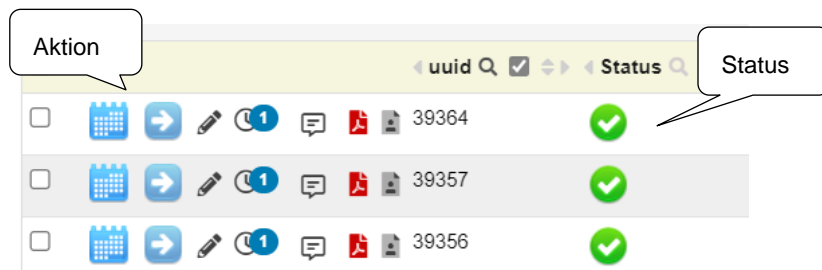 Aktion
uuid Status
Status
1 39364
1 39357
1 39356